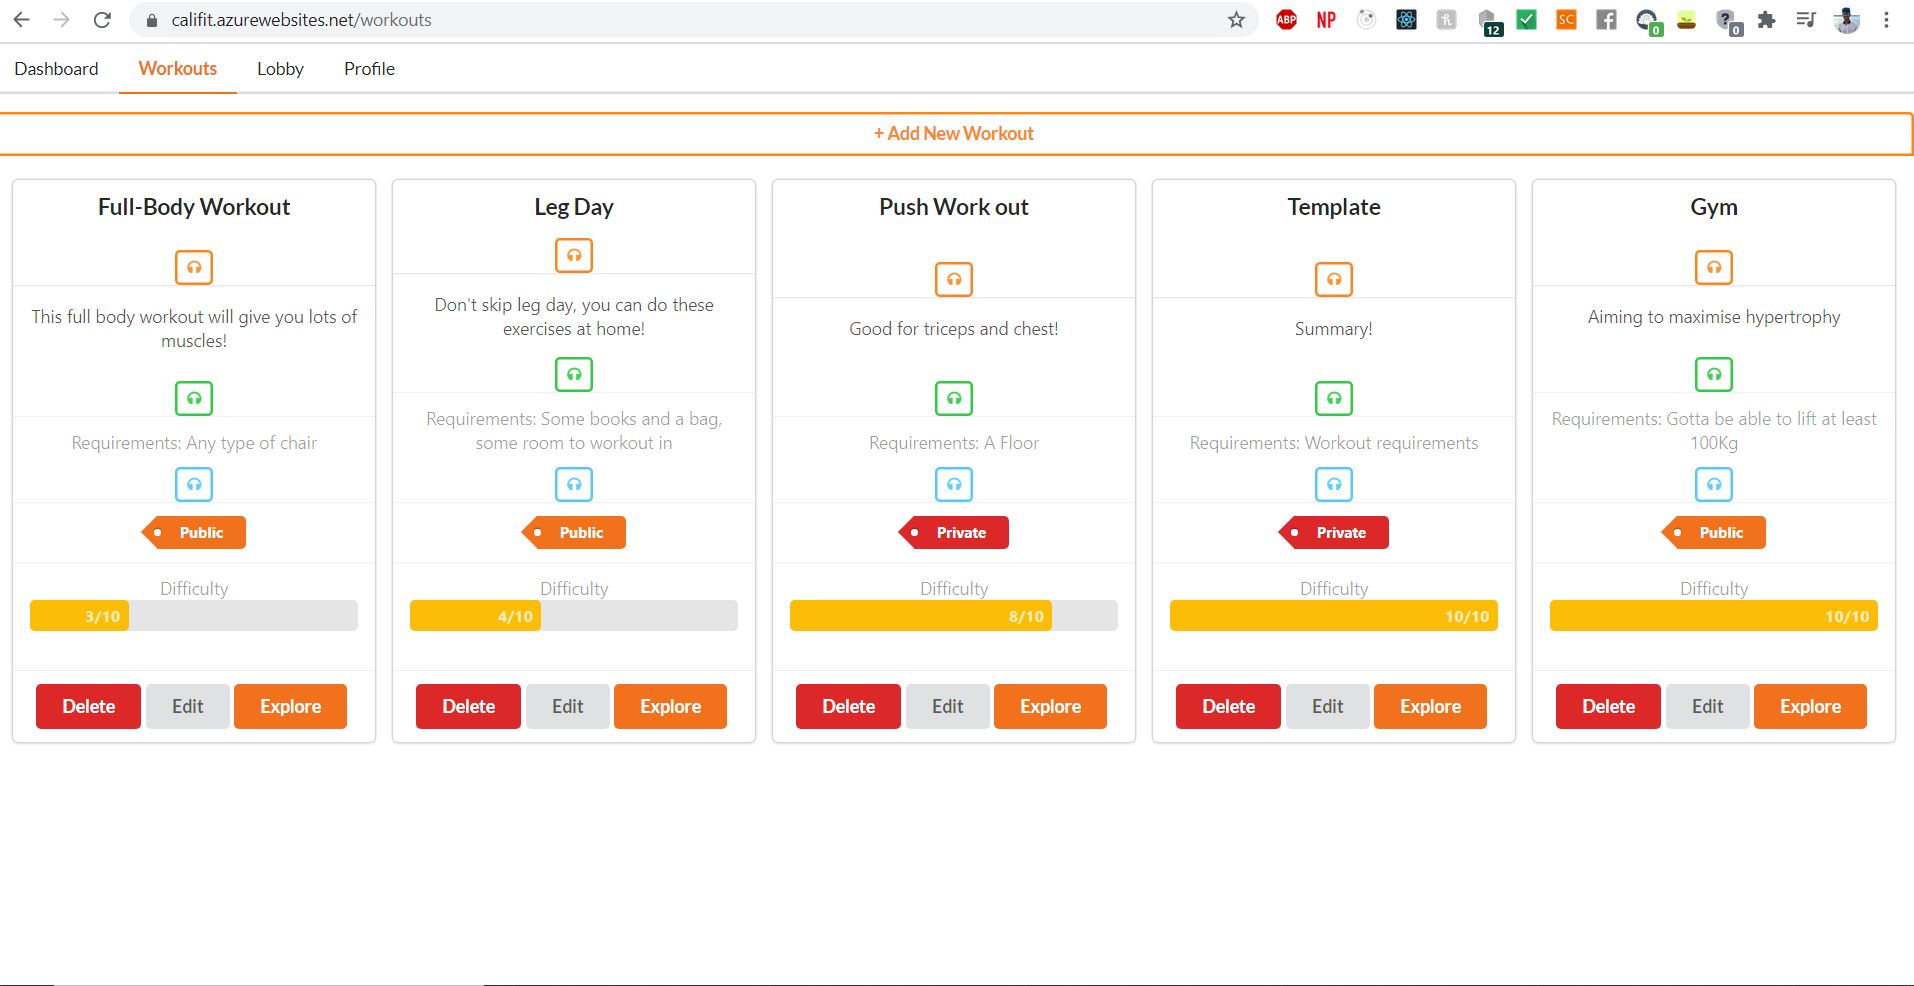 califit.azurewebsites.net/workouts
ABP NP 12 SC 0 0
Dashboard Workouts Lobby Profile
+ Add New Workout
Full-Body Workout
This full body workout will give you lots of
muscles!
Requirements: Any type of chair
Public
Difficulty
3/10
Delete Edit Explore
Leg Day
Don't skip leg day, you can do these
exercises at home!
Requirements: Some books and a bag,
some room to workout in
Public
Difficulty
4/10
Delete Edit Explore
Push Work out
Good for triceps and chest!
Requirements: A Floor
Private
Difficulty
8/10
Delete Edit Explore
Template
Summary!
Requirements: Workout requirements
Private
Difficulty
10/10
Delete Edit Explore
Gym
Aiming to maximise hypertrophy
Requirements: Gotta be able to lift at least
100Kg
Public
Difficulty
10/10
Delete Edit Explore